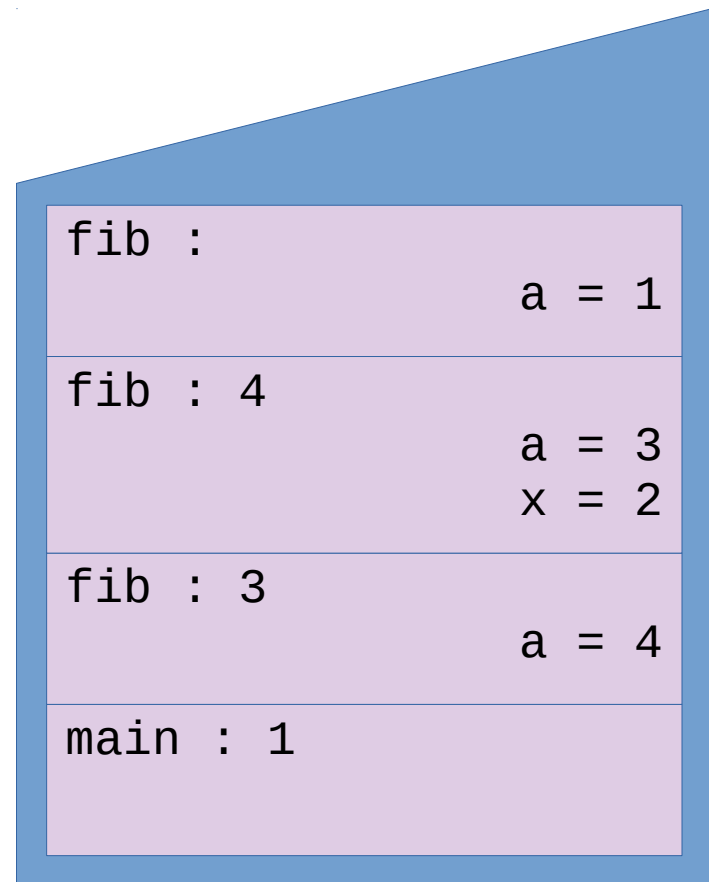 fib :
a = 1
fib : 4
a = 3
x = 2
fib : 3
a = 4
main : 1